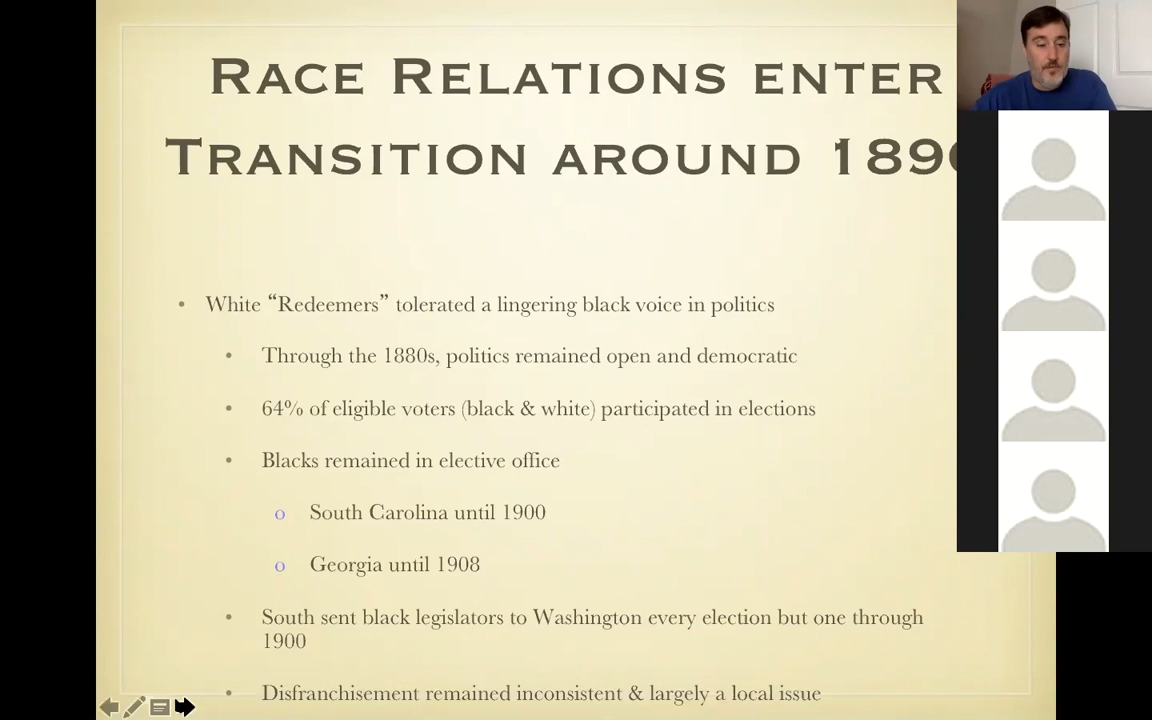 RACE RELATIONS ENTER
TRANSITION AROUND 189
• White “Redeemers” tolerated a lingering black voice in politics
• Through the 1880s, politics remained open and democratic
• 64% of eligible voters (black & white) participated in elections
• Blacks remained in elective office
o South Carolina until 1900
o Georgia until 1908
• South sent black legislators to Washington every election but one through
1900
• Disfranchisement remained inconsistent & largely a local issue